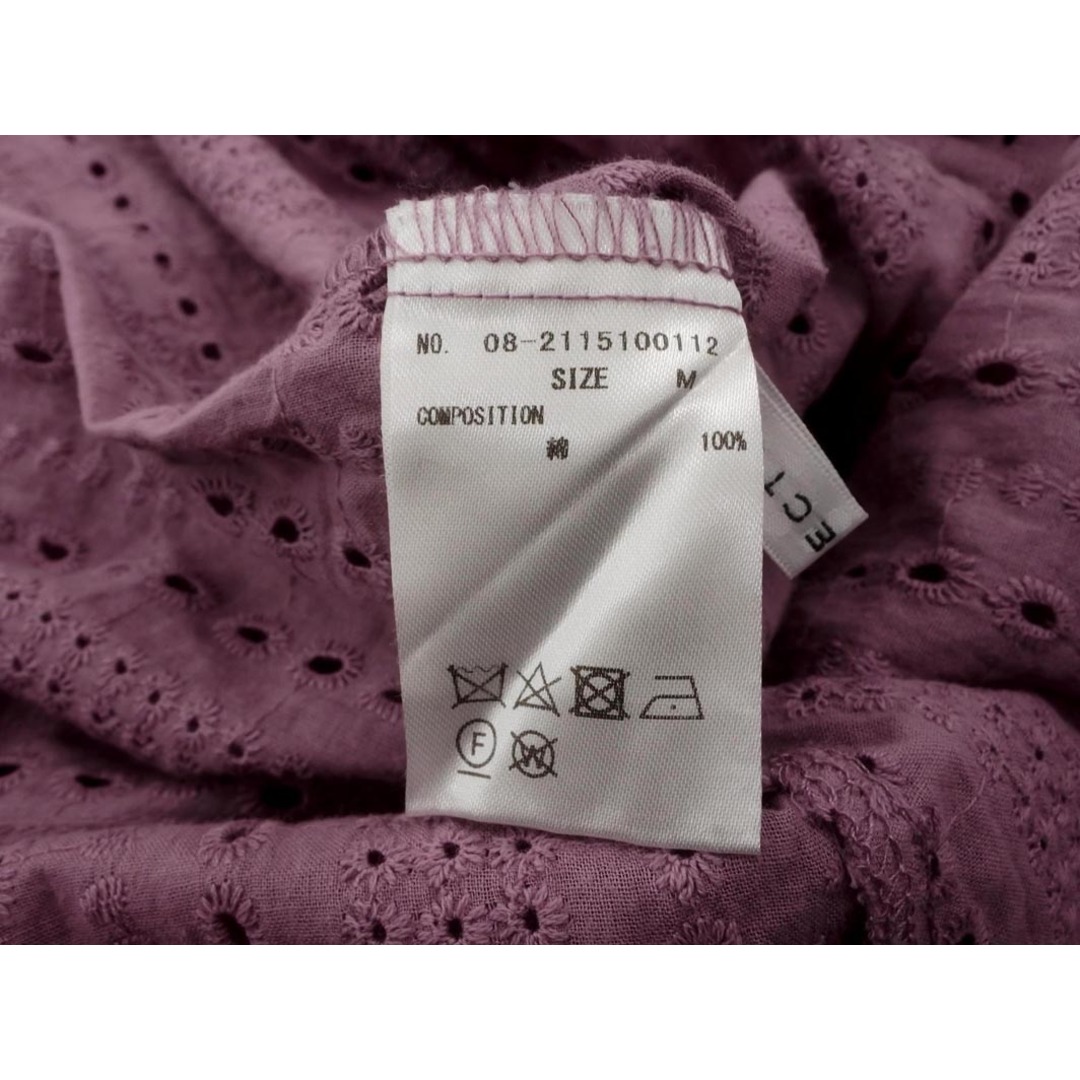 NO. 08-2115100112
SIZE M
COMPOSITION
綿 100%
F
W